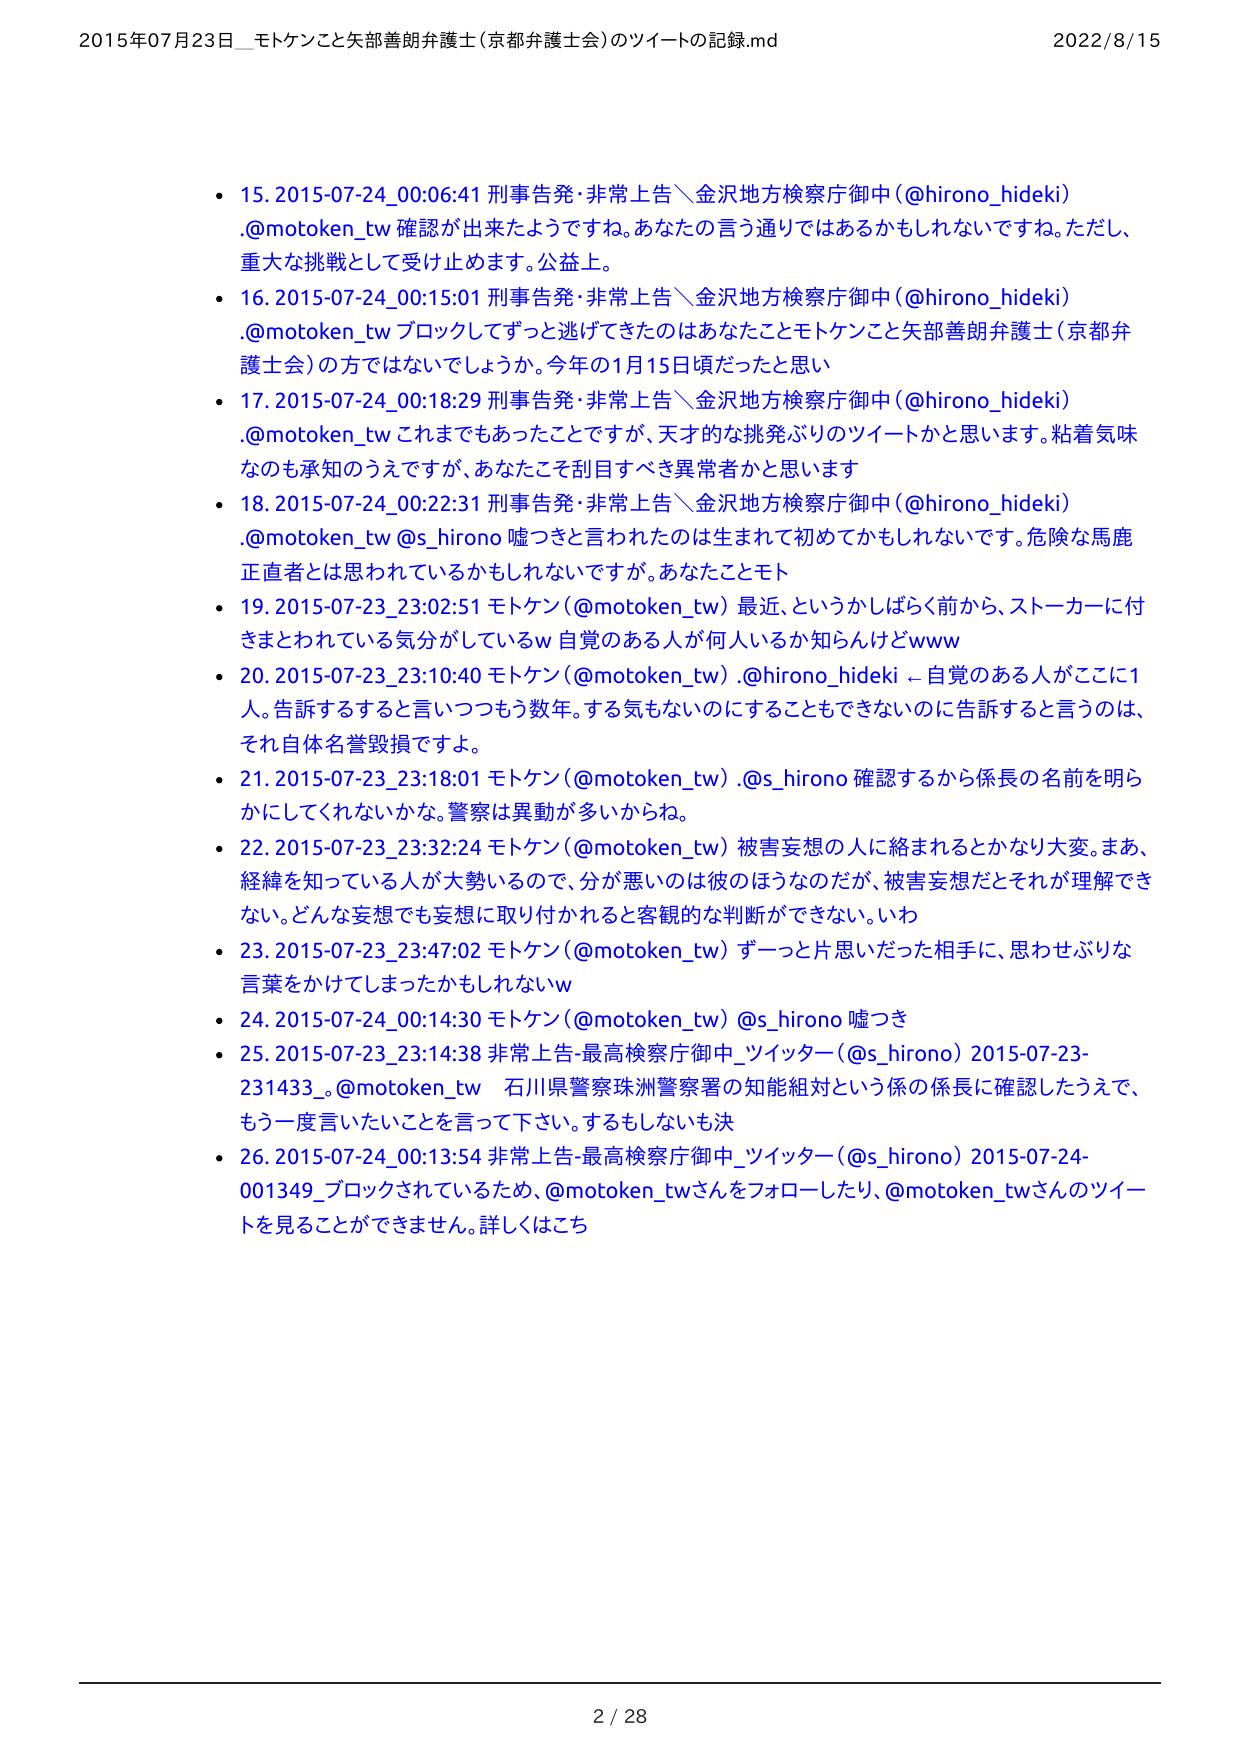 2015年07月23日__モトケンこと矢部善朗弁護士(京都弁護士会)のツイートの記録.md 2022/8/15
• 15. 2015-07-24_00:06:41 刑事告発・非常上告＼金沢地方検察庁御中(@hirono_hideki)
.@motoken_tw 確認が出来たようですね。あなたの言う通りではあるかもしれないですね。ただし、
重大な挑戦として受け止めます。公益上。
• 16. 2015-07-24_00:15:01 刑事告発・非常上告＼金沢地方検察庁御中(@hirono_hideki)
.@motoken_tw ブロックしてずっと逃げてきたのはあなたことモトケンこと矢部善朗弁護士(京都弁
護士会)の方ではないでしょうか。今年の1月15日頃だったと思い
• 17. 2015-07-24_00:18:29 刑事告発・非常上告＼金沢地方検察庁御中(@hirono_hideki)
.@motoken_tw これまでもあったことですが、天才的な挑発ぶりのツイートかと思います。粘着気味
なのも承知のうえですが、あなたこそ刮目すべき異常者かと思います
• 18. 2015-07-24_00:22:31 刑事告発・非常上告＼金沢地方検察庁御中(@hirono_hideki)
.@motoken_tw @s_hirono 嘘つきと言われたのは生まれて初めてかもしれないです。危険な馬鹿
正直者とは思われているかもしれないですが。あなたことモト
• 19. 2015-07-23_23:02:51 モトケン(@motoken_tw) 最近、というかしばらく前から、ストーカーに付
きまとわれている気分がしているw 自覚のある人が何人いるか知らんけどwww
• 20. 2015-07-23_23:10:40 モトケン(@motoken_tw) .@hirono_hideki ←自覚のある人がここに1
人。告訴するすると言いつつもう数年。する気もないのにすることもできないのに告訴すると言うのは、
それ自体名誉毀損ですよ。
• 21. 2015-07-23_23:18:01 モトケン(@motoken_tw) .@s_hirono 確認するから係長の名前を明ら
かにしてくれないかな。警察は異動が多いからね。
• 22. 2015-07-23_23:32:24 モトケン(@motoken_tw) 被害妄想の人に絡まれるとかなり大変。まあ、
経緯を知っている人が大勢いるので、分が悪いのは彼のほうなのだが、被害妄想だとそれが理解でき
ない。どんな妄想でも妄想に取り付かれると客観的な判断ができない。いわ
• 23. 2015-07-23_23:47:02 モトケン(@motoken_tw) ずーっと片思いだった相手に、思わせぶりな
言葉をかけてしまったかもしれないw
• 24. 2015-07-24_00:14:30 モトケン(@motoken_tw) @s_hirono 嘘つき
• 25. 2015-07-23_23:14:38 非常上告-最高検察庁御中_ツイッター(@s_hirono) 2015-07-23-
231433_。@motoken_tw　石川県警察珠洲警察署の知能組対という係の係長に確認したうえで、
もう一度言いたいことを言って下さい。するもしないも決
• 26. 2015-07-24_00:13:54 非常上告-最高検察庁御中_ツイッター(@s_hirono) 2015-07-24-
001349_ブロックされているため、@motoken_twさんをフォローしたり、@motoken_twさんのツイー
トを見ることができません。詳しくはこち
2 / 28